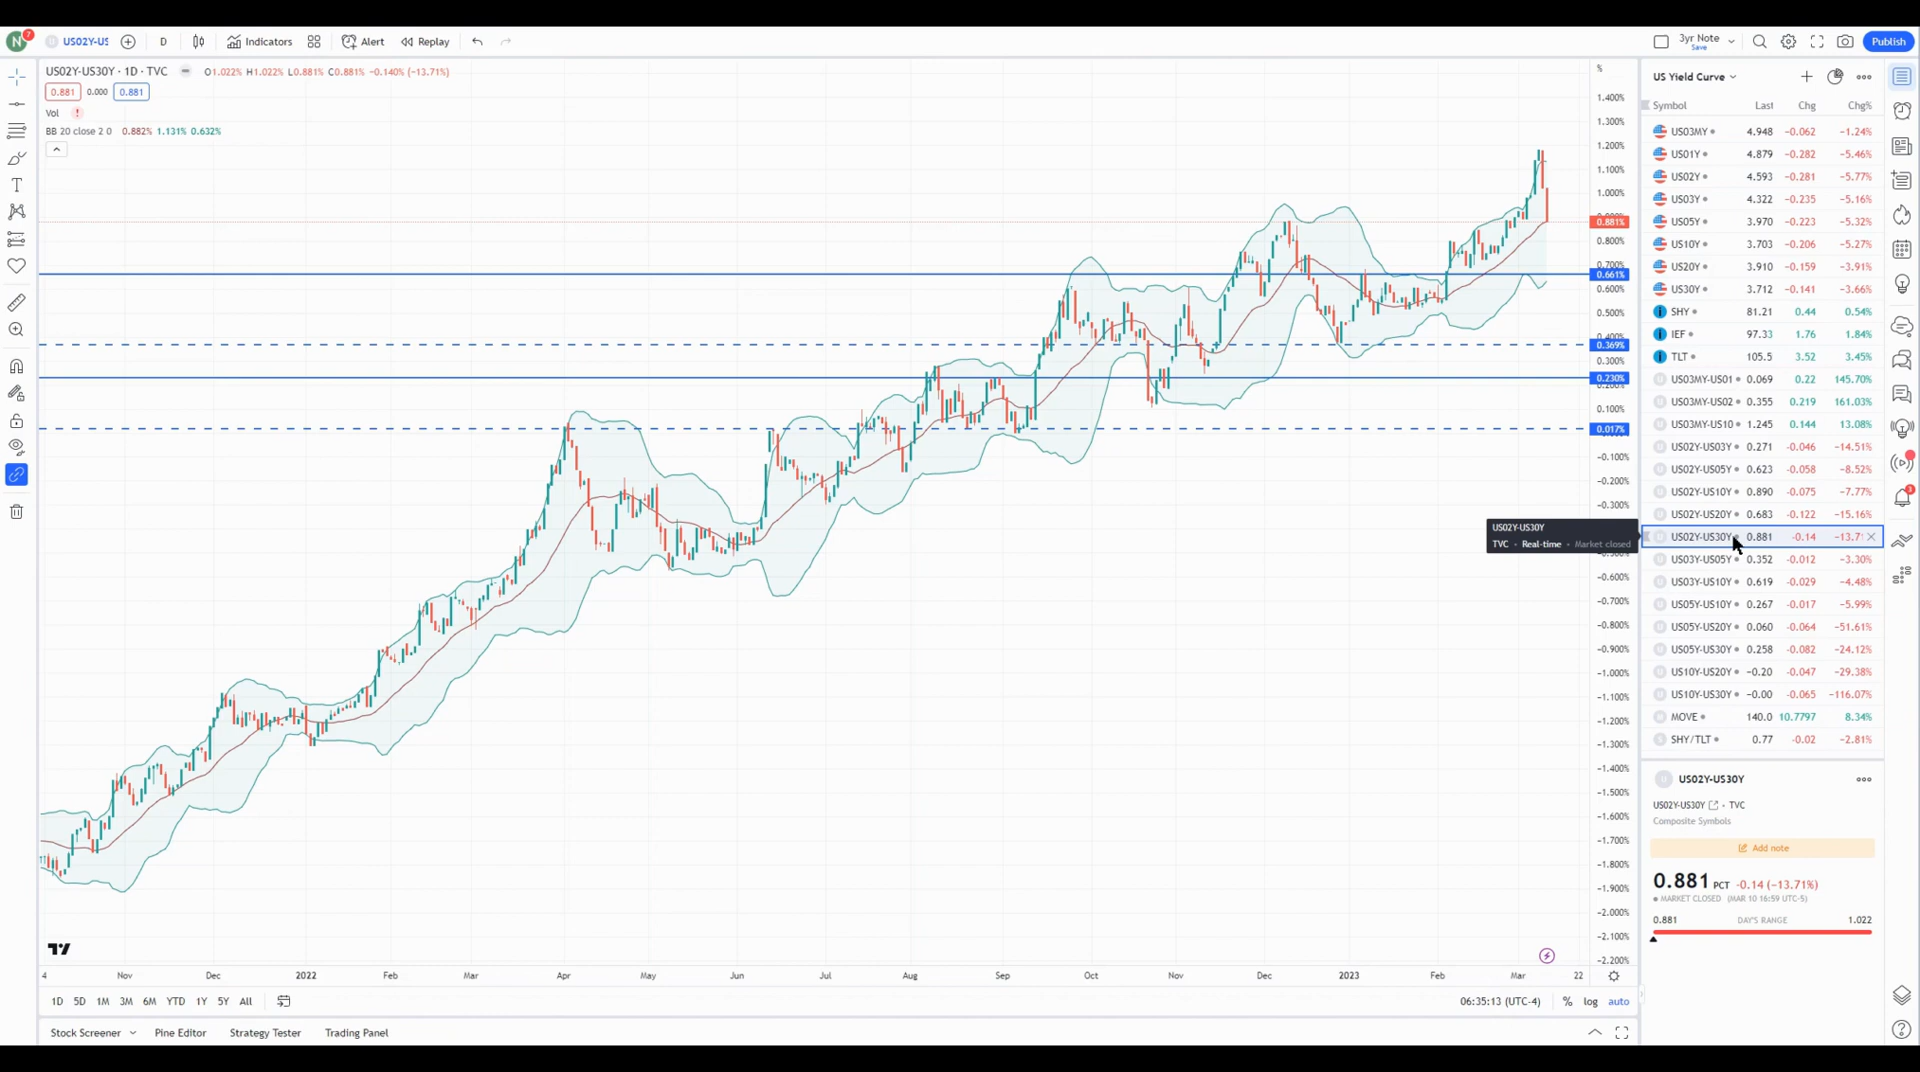 N 7 US02Y-US D Indicators Alert Replay 3yr Note Save Publish
US02Y-US30Y · 1D · TVC O1.022% H1.022% L0.881% C0.881% −0.140% (−13.71%)
0.881 0.000 0.881
Vol !
BB 20 close 2 0 0.882% 1.131% 0.632%
%
1.400%
1.300%
1.200%
1.100%
1.000%
0.881%
0.800%
0.700%
0.661%
0.600%
0.500%
0.400%
0.369%
0.300%
0.230%
0.200%
0.100%
0.017%
−0.100%
−0.200%
−0.300%
−0.600%
−0.700%
−0.800%
−0.900%
−1.000%
−1.100%
−1.200%
−1.300%
−1.400%
−1.500%
−1.600%
−1.700%
−1.800%
−1.900%
−2.000%
−2.100%
−2.200%
US02Y-US30Y
TVC · Real-time · Market closed
4 Nov Dec 2022 Feb Mar Apr May Jun Jul Aug Sep Oct Nov Dec 2023 Feb Mar 22
1D 5D 1M 3M 6M YTD 1Y 5Y All 06:35:13 (UTC-4) % log auto
Stock Screener Pine Editor Strategy Tester Trading Panel
US Yield Curve
Symbol Last Chg Chg%
US03MY 4.948 −0.062 −1.24%
US01Y 4.879 −0.282 −5.46%
US02Y 4.593 −0.281 −5.77%
US03Y 4.322 −0.235 −5.16%
US05Y 3.970 −0.223 −5.32%
US10Y 3.703 −0.206 −5.27%
US20Y 3.910 −0.159 −3.91%
US30Y 3.712 −0.141 −3.66%
SHY 81.21 0.44 0.54%
IEF 97.33 1.76 1.84%
TLT 105.5 3.52 3.45%
US03MY-US01 0.069 0.22 145.70%
US03MY-US02 0.355 0.219 161.03%
US03MY-US10 1.245 0.144 13.08%
US02Y-US03Y 0.271 −0.046 −14.51%
US02Y-US05Y 0.623 −0.058 −8.52%
US02Y-US10Y 0.890 −0.075 −7.77%
US02Y-US20Y 0.683 −0.122 −15.16%
US02Y-US30Y 0.881 −0.14 −13.7
US03Y-US05Y 0.352 −0.012 −3.30%
US03Y-US10Y 0.619 −0.029 −4.48%
US05Y-US10Y 0.267 −0.017 −5.99%
US05Y-US20Y 0.060 −0.064 −51.61%
US05Y-US30Y 0.258 −0.082 −24.12%
US10Y-US20Y −0.20 −0.047 −29.38%
US10Y-US30Y −0.00 −0.065 −116.07%
MOVE 140.0 10.7797 8.34%
SHY/TLT 0.77 −0.02 −2.81%
US02Y-US30Y
US02Y-US30Y · TVC
Composite Symbols
Add note
0.881 PCT −0.14 (−13.71%)
MARKET CLOSED (MAR 10 16:59 UTC-5)
0.881 DAY'S RANGE 1.022
3